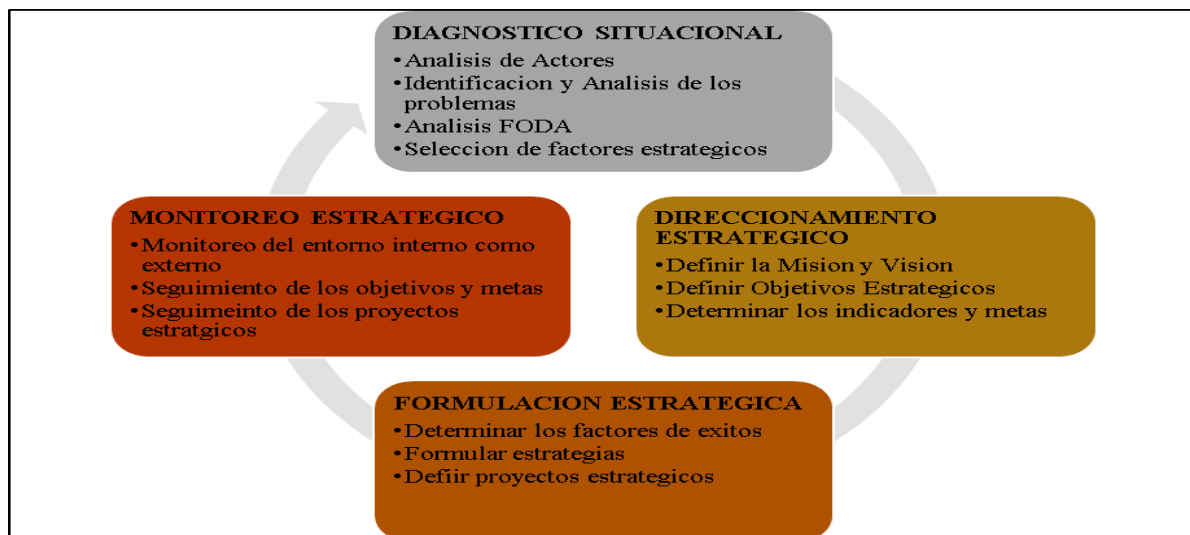 DIAGNOSTICO SITUACIONAL
•Analisis de Actores
•Identificacion y Analisis de los
problemas
•Analisis FODA
•Seleccion de factores estrategicos
DIRECCIONAMIENTO
ESTRATEGICO
•Definir la Mision y Vision
•Definir Objetivos Estrategicos
•Determinar los indicadores y metas
FORMULACION ESTRATEGICA
•Determinar los factores de exitos
•Formular estrategias
•Defiir proyectos estrategicos
MONITOREO ESTRATEGICO
•Monitoreo del entorno interno como
externo
•Seguimiento de los objetivos y metas
•Seguimeinto de los proyectos
estratgicos